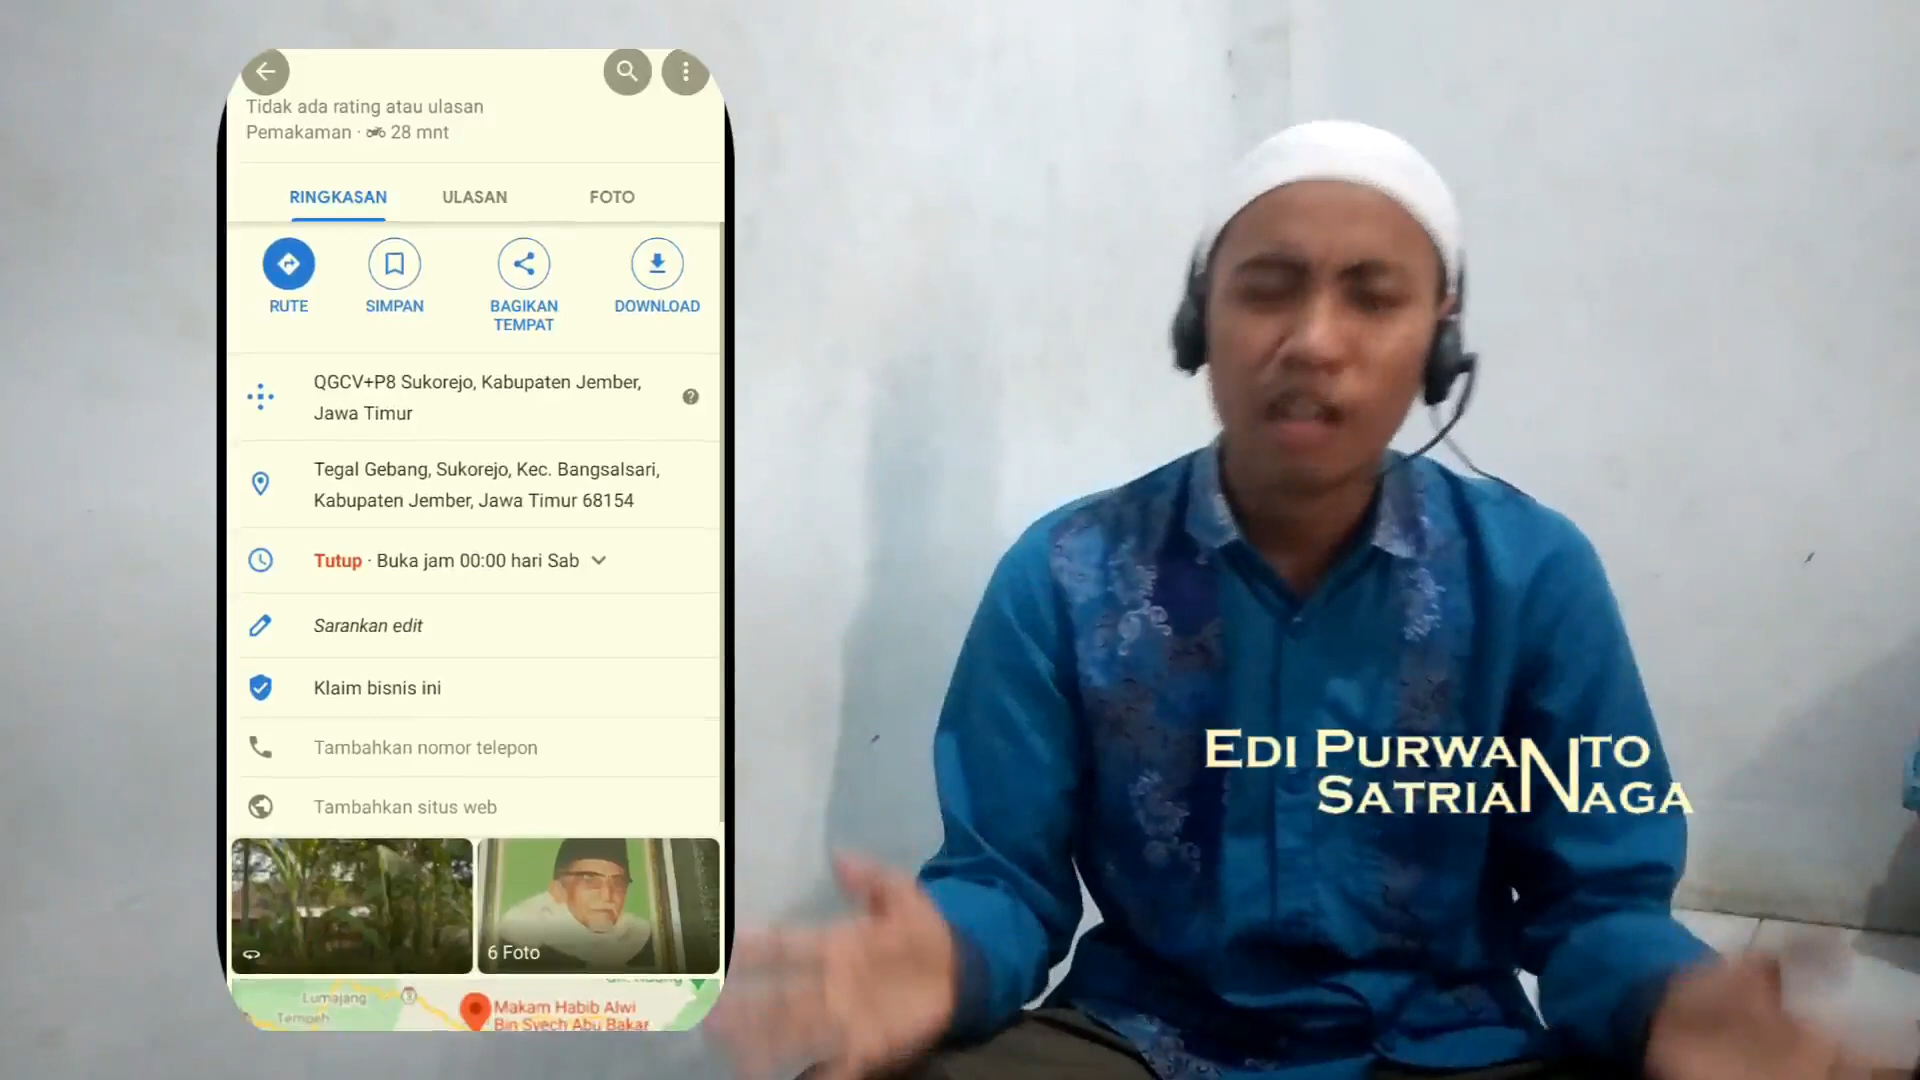 Tidak ada rating atau ulasan
Pemakaman · 28 mnt
RINGKASAN ULASAN FOTO
RUTE SIMPAN BAGIKAN TEMPAT DOWNLOAD
QGCV+P8 Sukorejo, Kabupaten Jember,
Jawa Timur
Tegal Gebang, Sukorejo, Kec. Bangsalsari,
Kabupaten Jember, Jawa Timur 68154
Tutup · Buka jam 00:00 hari Sab
Sarankan edit
Klaim bisnis ini
Tambahkan nomor telepon
Tambahkan situs web
6 Foto
Lumajang
Tempeh
Makam Habib Alwi
Bin Syech Abu Bakar
EDI PURWANTO
SATRIANAGA